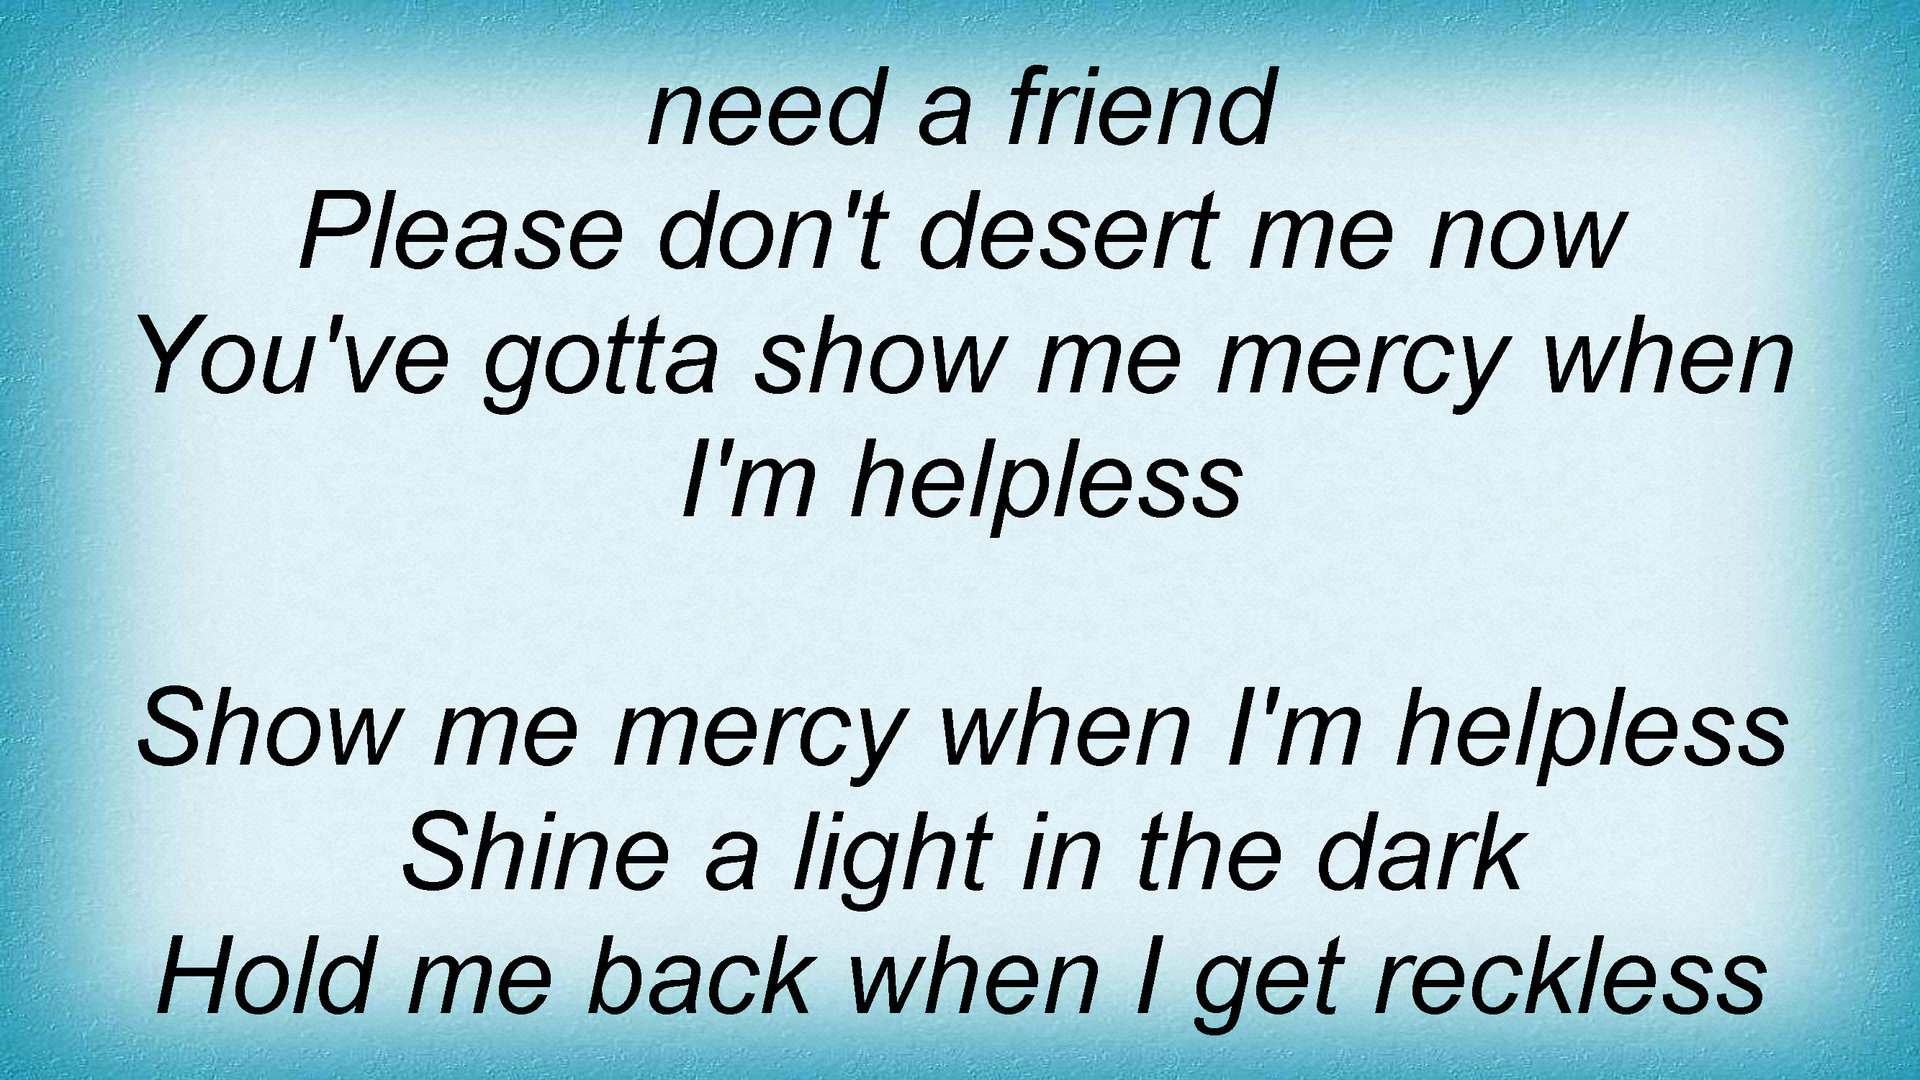 need a friend
Please don't desert me now
You've gotta show me mercy when
I'm helpless
Show me mercy when I'm helpless
Shine a light in the dark
Hold me back when I get reckless